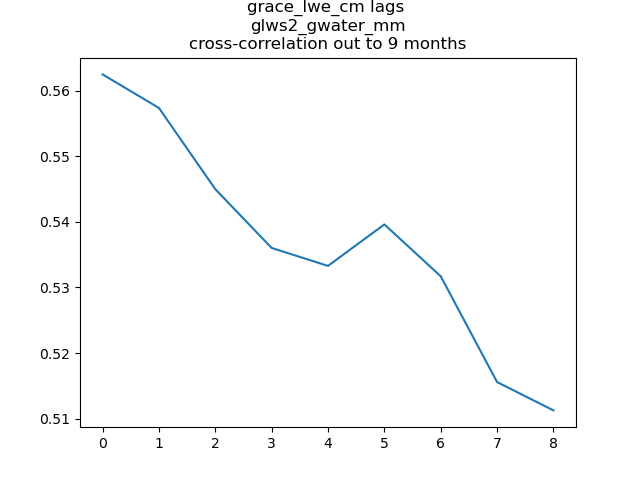 grace_lwe_cm lags
glws2_gwater_mm
cross-correlation out to 9 months
0.56
0.55
0.54
0.53
0.52
0.51
0 1 2 3 4 5 6 7 8